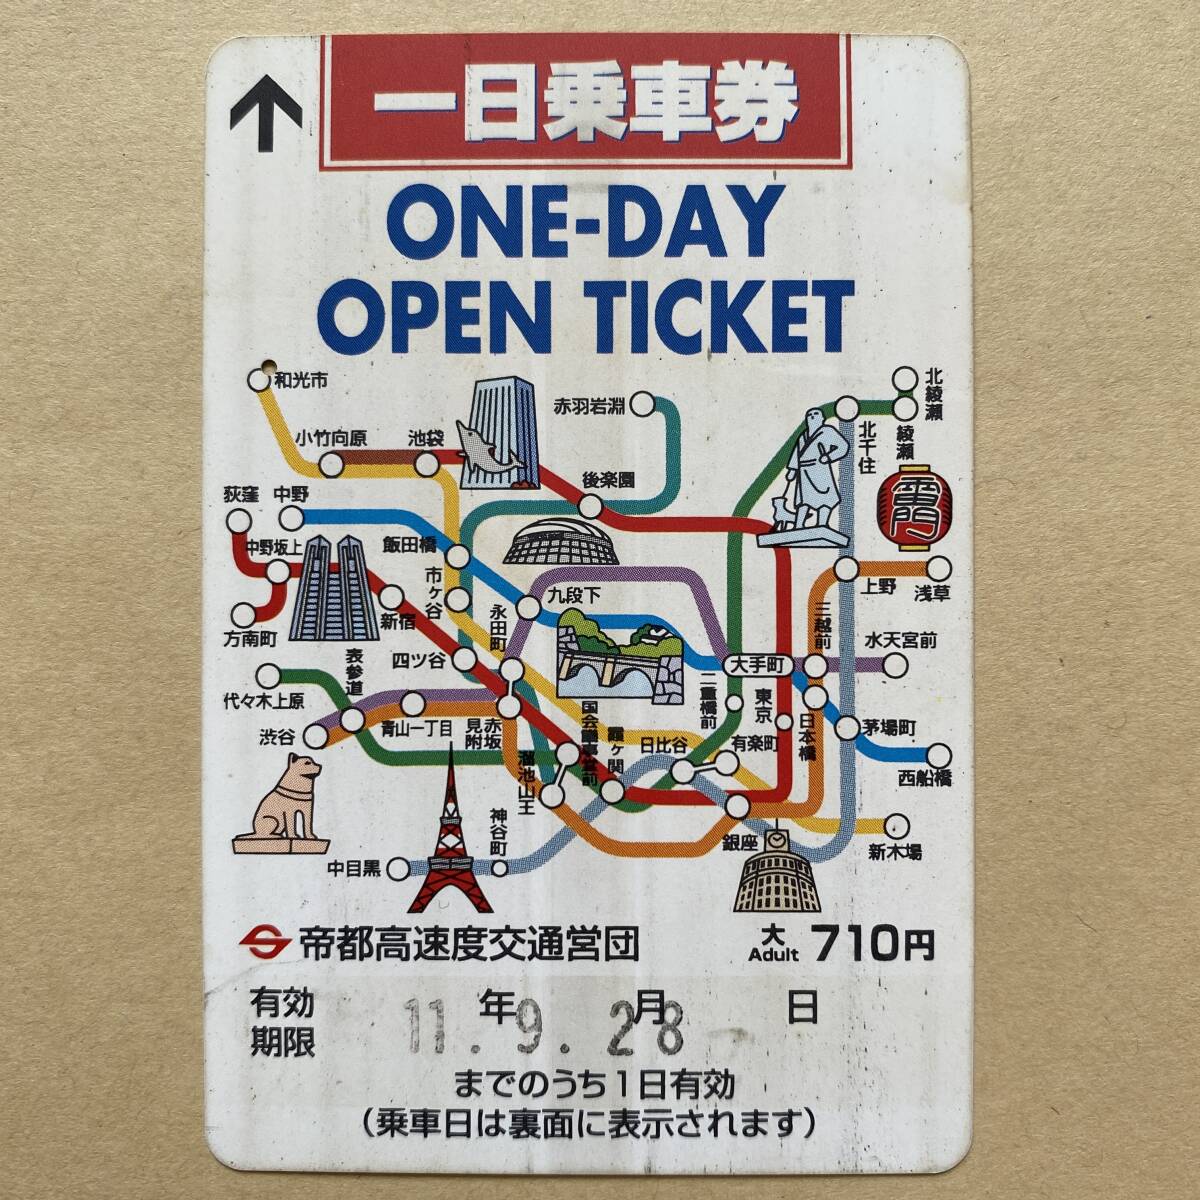 一日乗車券
ONE-DAY
OPEN TICKET
和光市
小竹向原
池袋
赤羽岩淵
北綾瀬
綾瀬
北千住
後楽園
荻窪
中野
中野坂上
飯田橋
市ヶ谷
雷門
方南町
新宿
永田町
九段下
上野
浅草
三越前
水天宮前
四ツ谷
表参道
代々木上原
大手町
二重橋前
東京
日本橋
茅場町
渋谷
青山一丁目
赤坂見附
国会議事堂前
霞ヶ関
日比谷
有楽町
西船橋
溜池山王
神谷町
中目黒
銀座
新木場
帝都高速度交通営団
大 Adult 710円
有効期限 年 月 日
11. 9. 28
までのうち1日有効
(乗車日は裏面に表示されます)